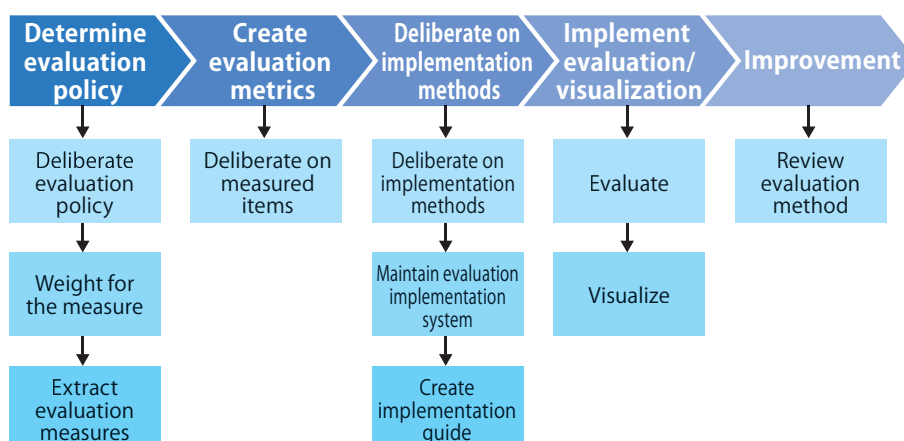 Determine
evaluation
policy
Create
evaluation
metrics
Deliberate on
implementation
methods
Implement
evaluation/
visualization
Improvement
Deliberate
evaluation
policy
Deliberate on
measured
items
Deliberate on
implementation
methods
Evaluate
Review
evaluation
method
Weight for
the measure
Maintain evaluation
implementation
system
Visualize
Extract
evaluation
measures
Create
implementation
guide